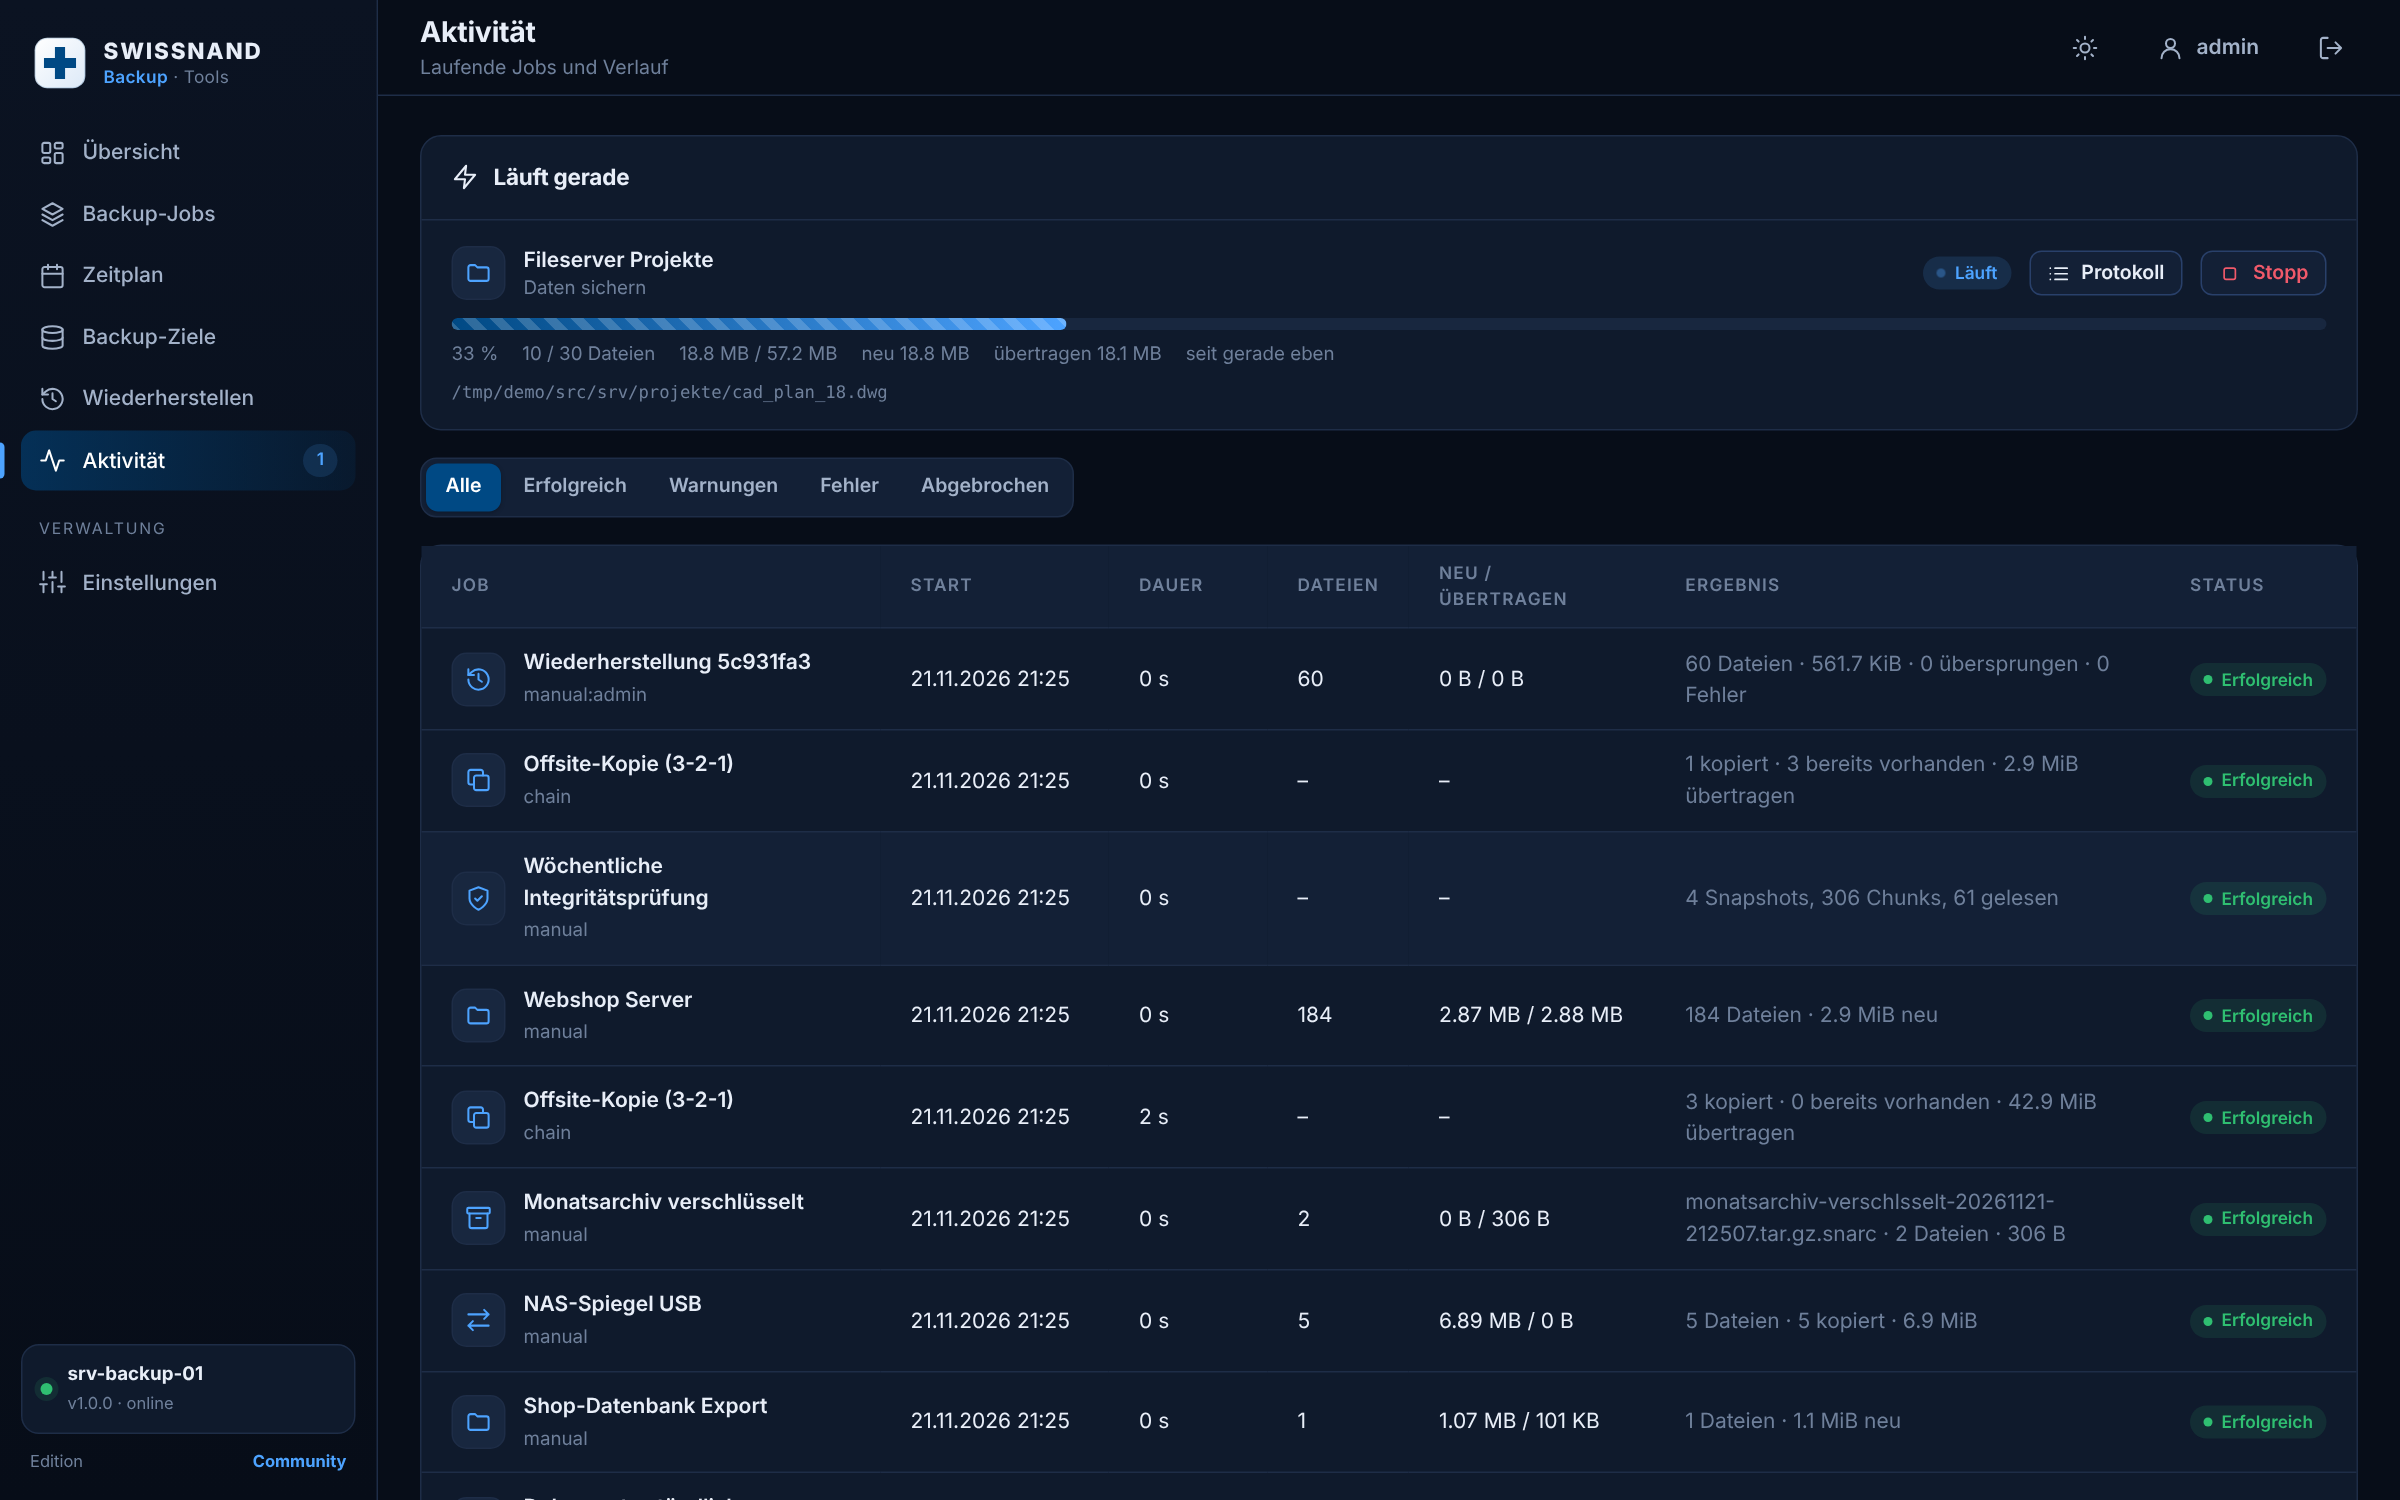 SWISSNAND
Backup · Tools
Übersicht
Backup-Jobs
Zeitplan
Backup-Ziele
Wiederherstellen
Aktivität 1
VERWALTUNG
Einstellungen
srv-backup-01
v1.0.0 · online
Edition Community
Aktivität
Laufende Jobs und Verlauf
admin
Läuft gerade
Fileserver Projekte
Daten sichern
Läuft Protokoll Stopp
33 % 10 / 30 Dateien 18.8 MB / 57.2 MB neu 18.8 MB übertragen 18.1 MB seit gerade eben
/tmp/demo/src/srv/projekte/cad_plan_18.dwg
Alle Erfolgreich Warnungen Fehler Abgebrochen
JOB START DAUER DATEIEN NEU / ÜBERTRAGEN ERGEBNIS STATUS
Wiederherstellung 5c931fa3
manual:admin
21.11.2026 21:25 0 s 60 0 B / 0 B
60 Dateien · 561.7 KiB · 0 übersprungen · 0
Fehler
Erfolgreich
Offsite-Kopie (3-2-1)
chain
21.11.2026 21:25 0 s – –
1 kopiert · 3 bereits vorhanden · 2.9 MiB
übertragen
Erfolgreich
Wöchentliche
Integritätsprüfung
manual
21.11.2026 21:25 0 s – –
4 Snapshots, 306 Chunks, 61 gelesen
Erfolgreich
Webshop Server
manual
21.11.2026 21:25 0 s 184 2.87 MB / 2.88 MB
184 Dateien · 2.9 MiB neu
Erfolgreich
Offsite-Kopie (3-2-1)
chain
21.11.2026 21:25 2 s – –
3 kopiert · 0 bereits vorhanden · 42.9 MiB
übertragen
Erfolgreich
Monatsarchiv verschlüsselt
manual
21.11.2026 21:25 0 s 2 0 B / 306 B
monatsarchiv-verschlsselt-20261121-
212507.tar.gz.snarc · 2 Dateien · 306 B
Erfolgreich
NAS-Spiegel USB
manual
21.11.2026 21:25 0 s 5 6.89 MB / 0 B
5 Dateien · 5 kopiert · 6.9 MiB
Erfolgreich
Shop-Datenbank Export
manual
21.11.2026 21:25 0 s 1 1.07 MB / 101 KB
1 Dateien · 1.1 MiB neu
Erfolgreich